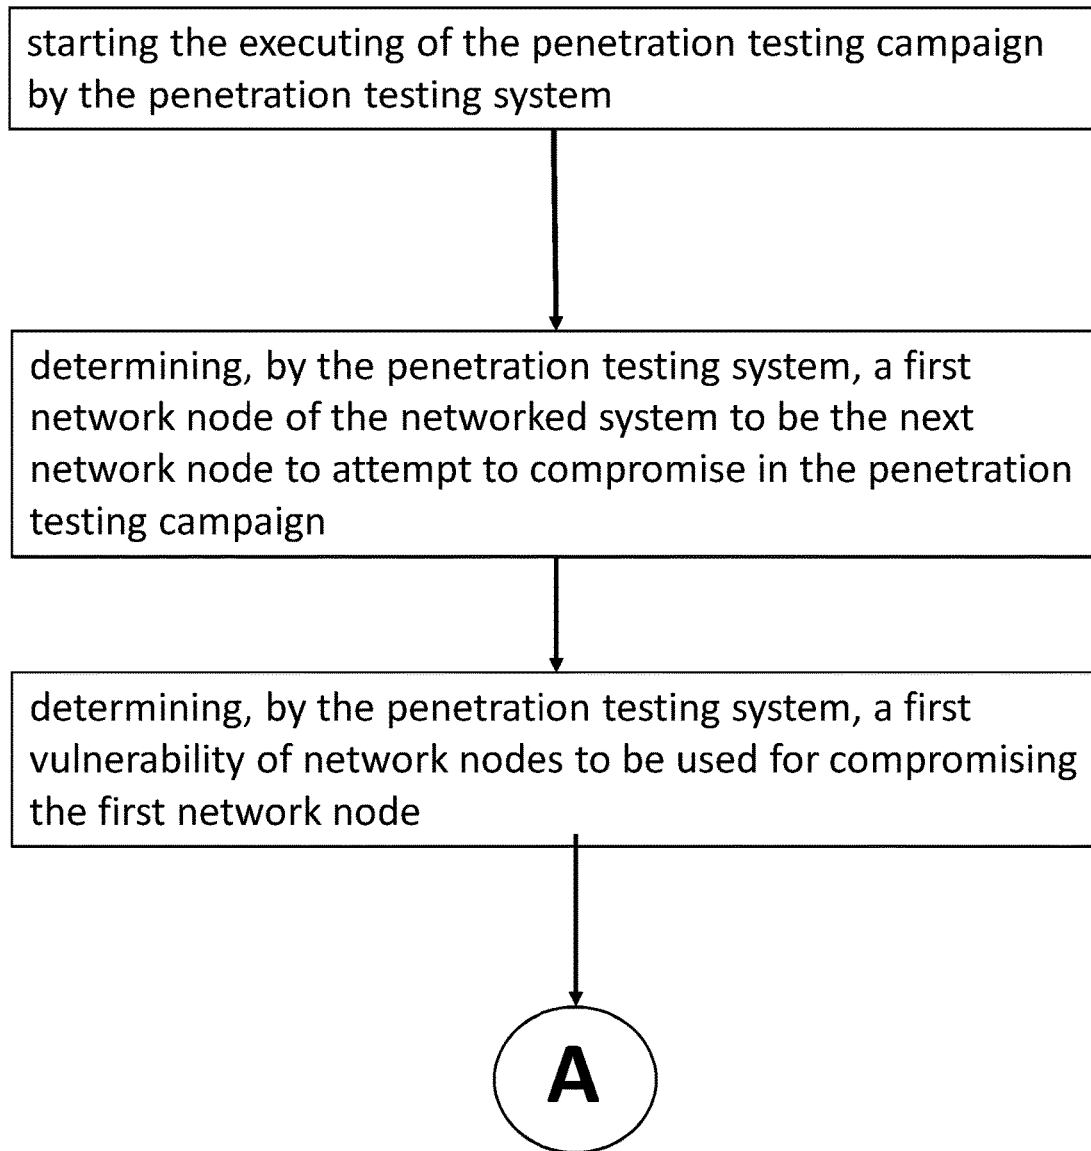 starting the executing of the penetration testing campaign
by the penetration testing system
determining, by the penetration testing system, a first
network node of the networked system to be the next
network node to attempt to compromise in the penetration
testing campaign
determining, by the penetration testing system, a first
vulnerability of network nodes to be used for compromising
the first network node
A